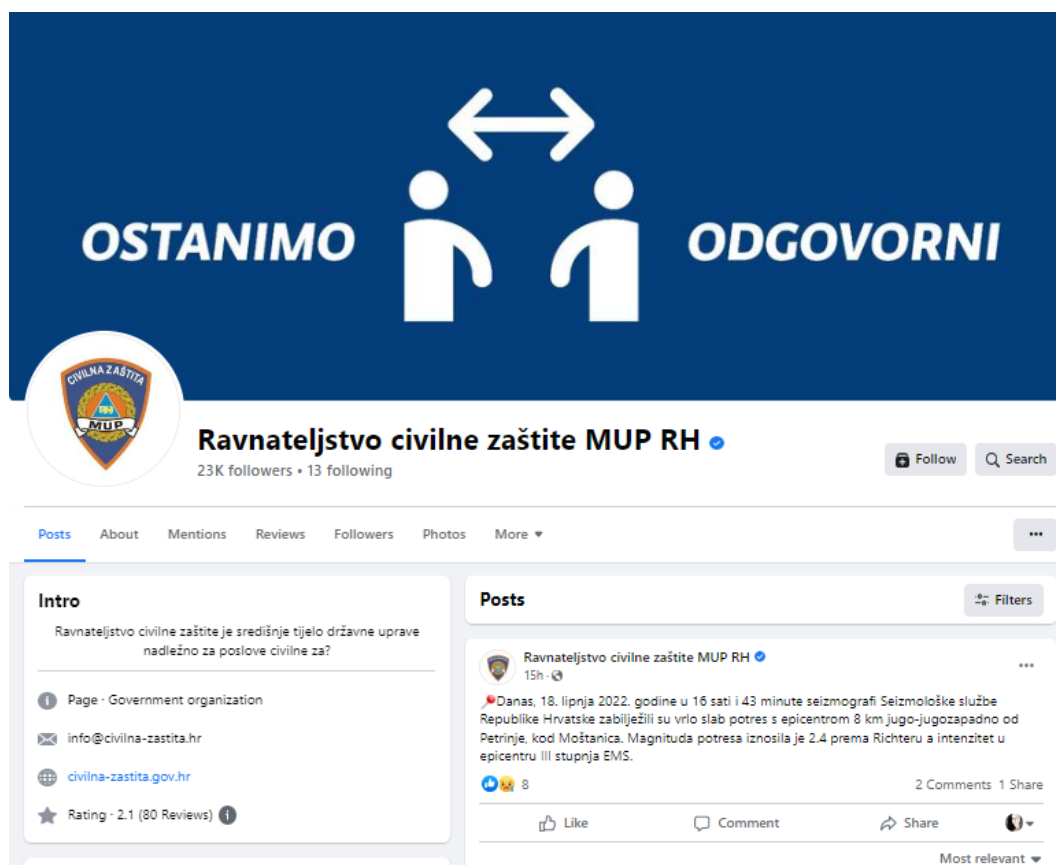 OSTANIMO ODGOVORNI
CIVILNA ZAŠTITA
RH
MUP
Ravnateljstvo civilne zaštite MUP RH
23K followers • 13 following
Follow
Search
Posts About Mentions Reviews Followers Photos More
Intro
Ravnateljstvo civilne zaštite je središnje tijelo državne uprave
nadležno za poslove civilne za?
Page · Government organization
info@civilna-zastita.hr
civilna-zastita.gov.hr
Rating · 2.1 (80 Reviews)
Posts
Filters
Ravnateljstvo civilne zaštite MUP RH
15h ·
Danas, 18. lipnja 2022. godine u 16 sati i 43 minute seizmografi Seizmološke službe
Republike Hrvatske zabilježili su vrlo slab potres s epicentrom 8 km jugo-jugozapadno od
Petrinje, kod Moštanica. Magnituda potresa iznosila je 2.4 prema Richteru a intenzitet u
epicentru III stupnja EMS.
8
2 Comments 1 Share
Like Comment Share
Most relevant